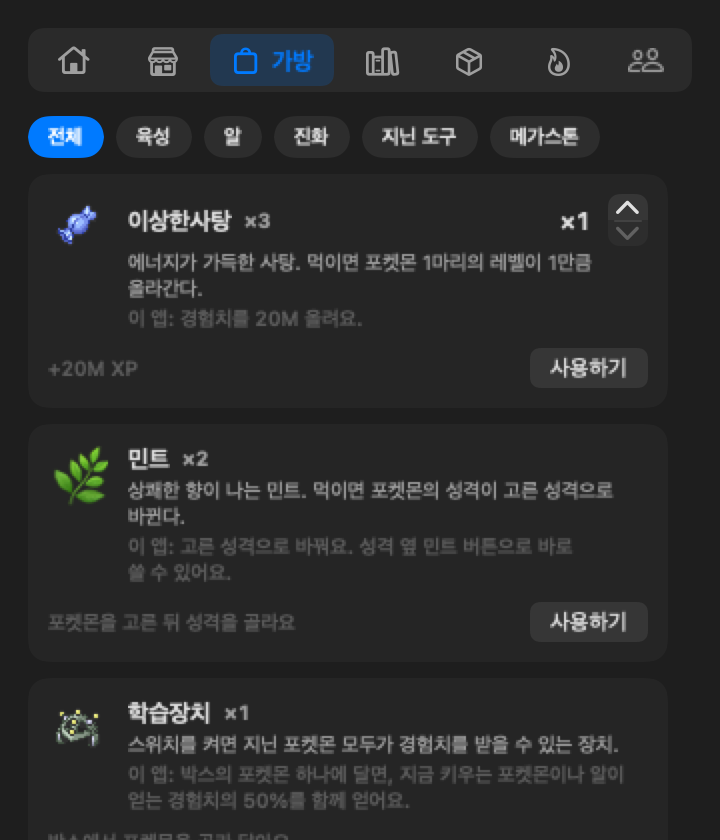 가방
전체 육성 알 진화 지닌 도구 메가스톤
이상한사탕 ×3 ×1
에너지가 가득한 사탕. 먹이면 포켓몬 1마리의 레벨이 1만큼
올라간다.
이 앱: 경험치를 20M 올려요.
+20M XP 사용하기
민트 ×2
상쾌한 향이 나는 민트. 먹이면 포켓몬의 성격이 고른 성격으로
바뀐다.
이 앱: 고른 성격으로 바꿔요. 성격 옆 민트 버튼으로 바로
쓸 수 있어요.
포켓몬을 고른 뒤 성격을 골라요 사용하기
학습장치 ×1
스위치를 켜면 지닌 포켓몬 모두가 경험치를 받을 수 있는 장치.
이 앱: 박스의 포켓몬 하나에 달면, 지금 키우는 포켓몬이나 알이
얻는 경험치의 50%를 함께 얻어요.